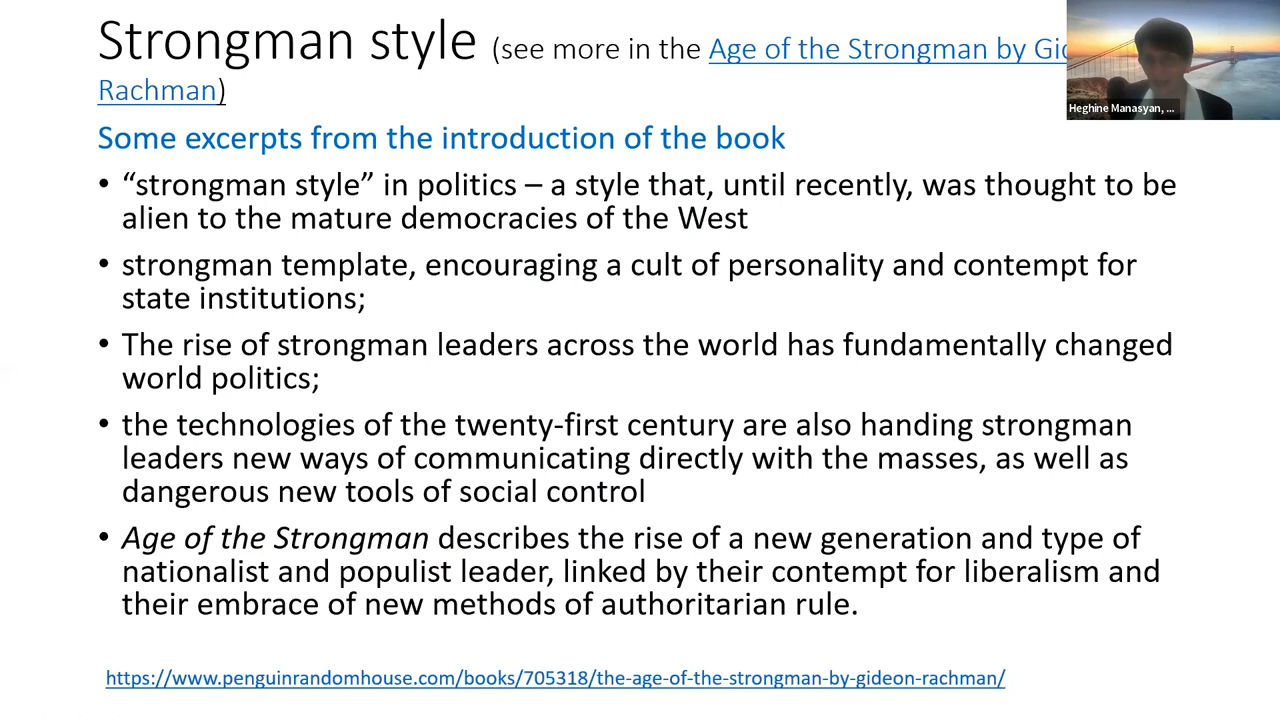 Strongman style (see more in the Age of the Strongman by Gid
Rachman)
Heghine Manasyan, ...
Some excerpts from the introduction of the book
• “strongman style” in politics – a style that, until recently, was thought to be
alien to the mature democracies of the West
• strongman template, encouraging a cult of personality and contempt for
state institutions;
• The rise of strongman leaders across the world has fundamentally changed
world politics;
• the technologies of the twenty-first century are also handing strongman
leaders new ways of communicating directly with the masses, as well as
dangerous new tools of social control
• Age of the Strongman describes the rise of a new generation and type of
nationalist and populist leader, linked by their contempt for liberalism and
their embrace of new methods of authoritarian rule.
https://www.penguinrandomhouse.com/books/705318/the-age-of-the-strongman-by-gideon-rachman/